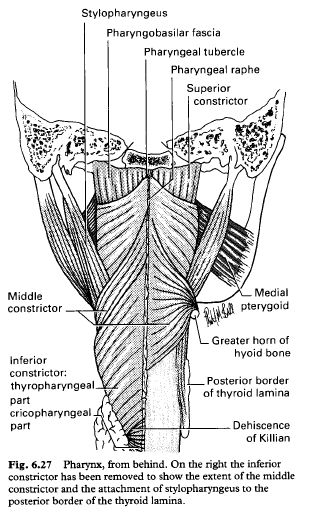 Stylopharyngeus
Pharyngobasilar fascia
Pharyngeal tubercle
Pharyngeal raphe
Superior
constrictor
Middle
constrictor
Medial
pterygoid
Greater horn of
hyoid bone
Inferior
constrictor:
thyropharyngeal
part
cricopharyngeal
part
Posterior border
of thyroid lamina
Dehiscence
of Killian
Fig. 6.27 Pharynx, from behind. On the right the inferior
constrictor has been removed to show the extent of the middle
constrictor and the attachment of stylopharyngeus to the
posterior border of the thyroid lamina.